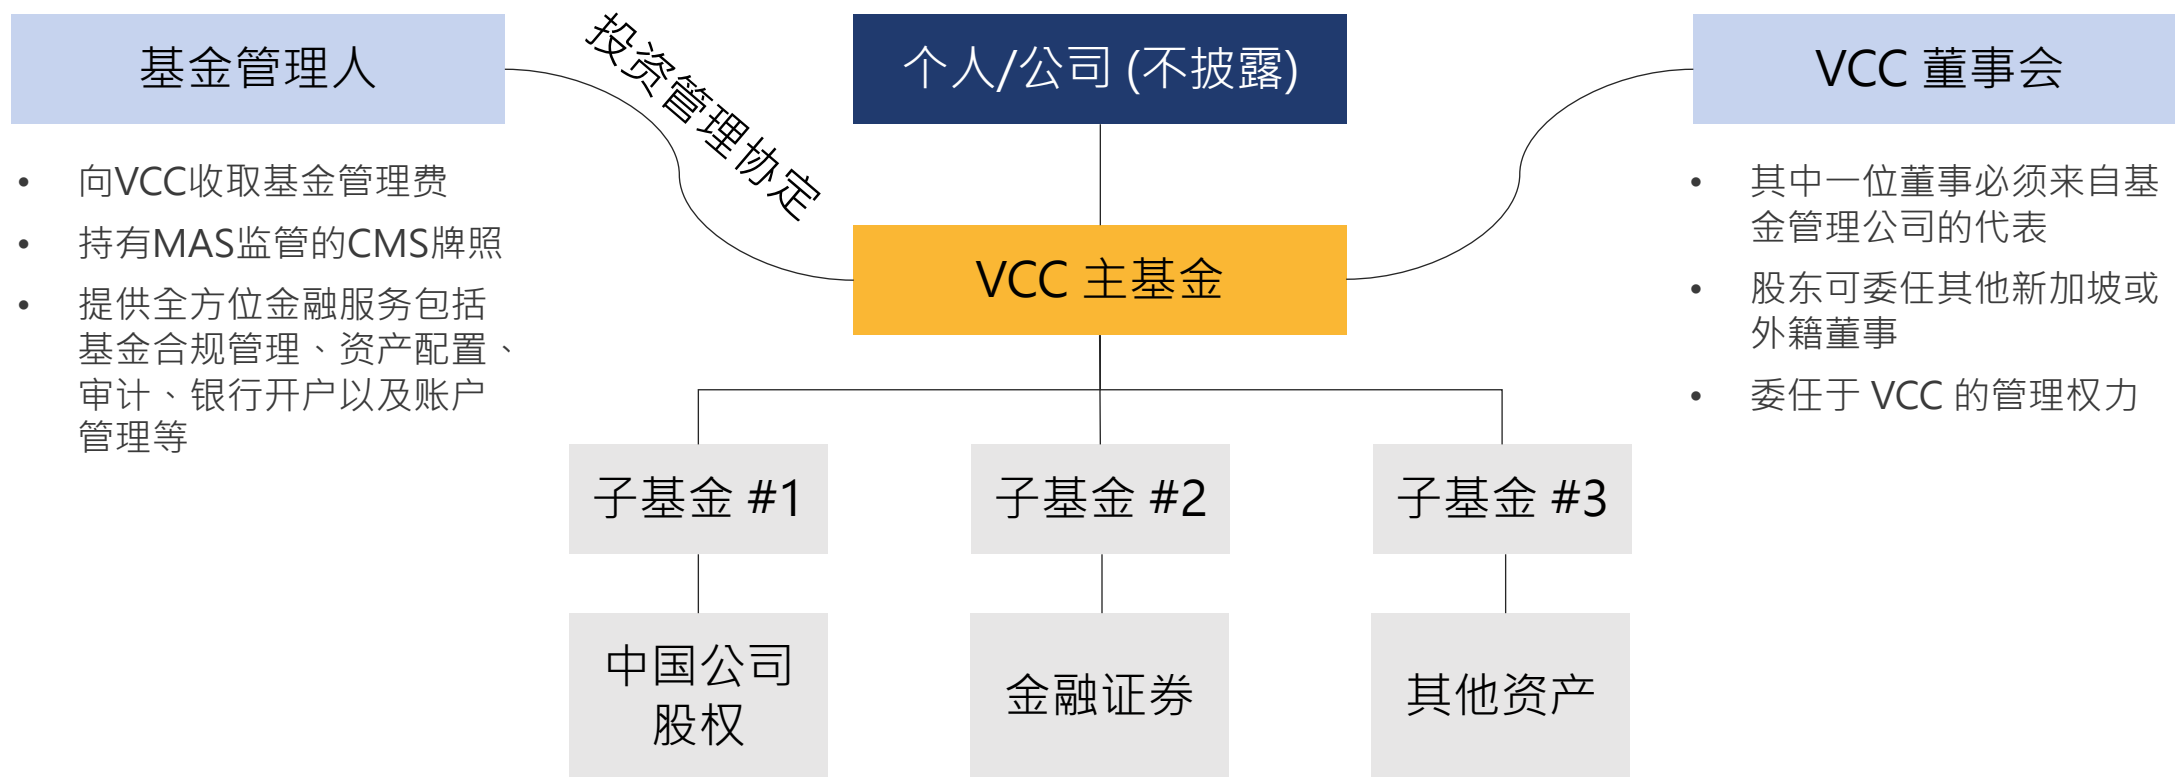 基金管理人
投资管理协定
个人/公司 (不披露)
VCC 董事会
• 向VCC收取基金管理费
• 持有MAS监管的CMS牌照
• 提供全方位金融服务包括
基金合规管理、资产配置、
审计、银行开户以及账户
管理等
VCC 主基金
• 其中一位董事必须来自基
金管理公司的代表
• 股东可委任其他新加坡或
外籍董事
• 委任于 VCC 的管理权力
子基金 #1
子基金 #2
子基金 #3
中国公司
股权
金融证券
其他资产